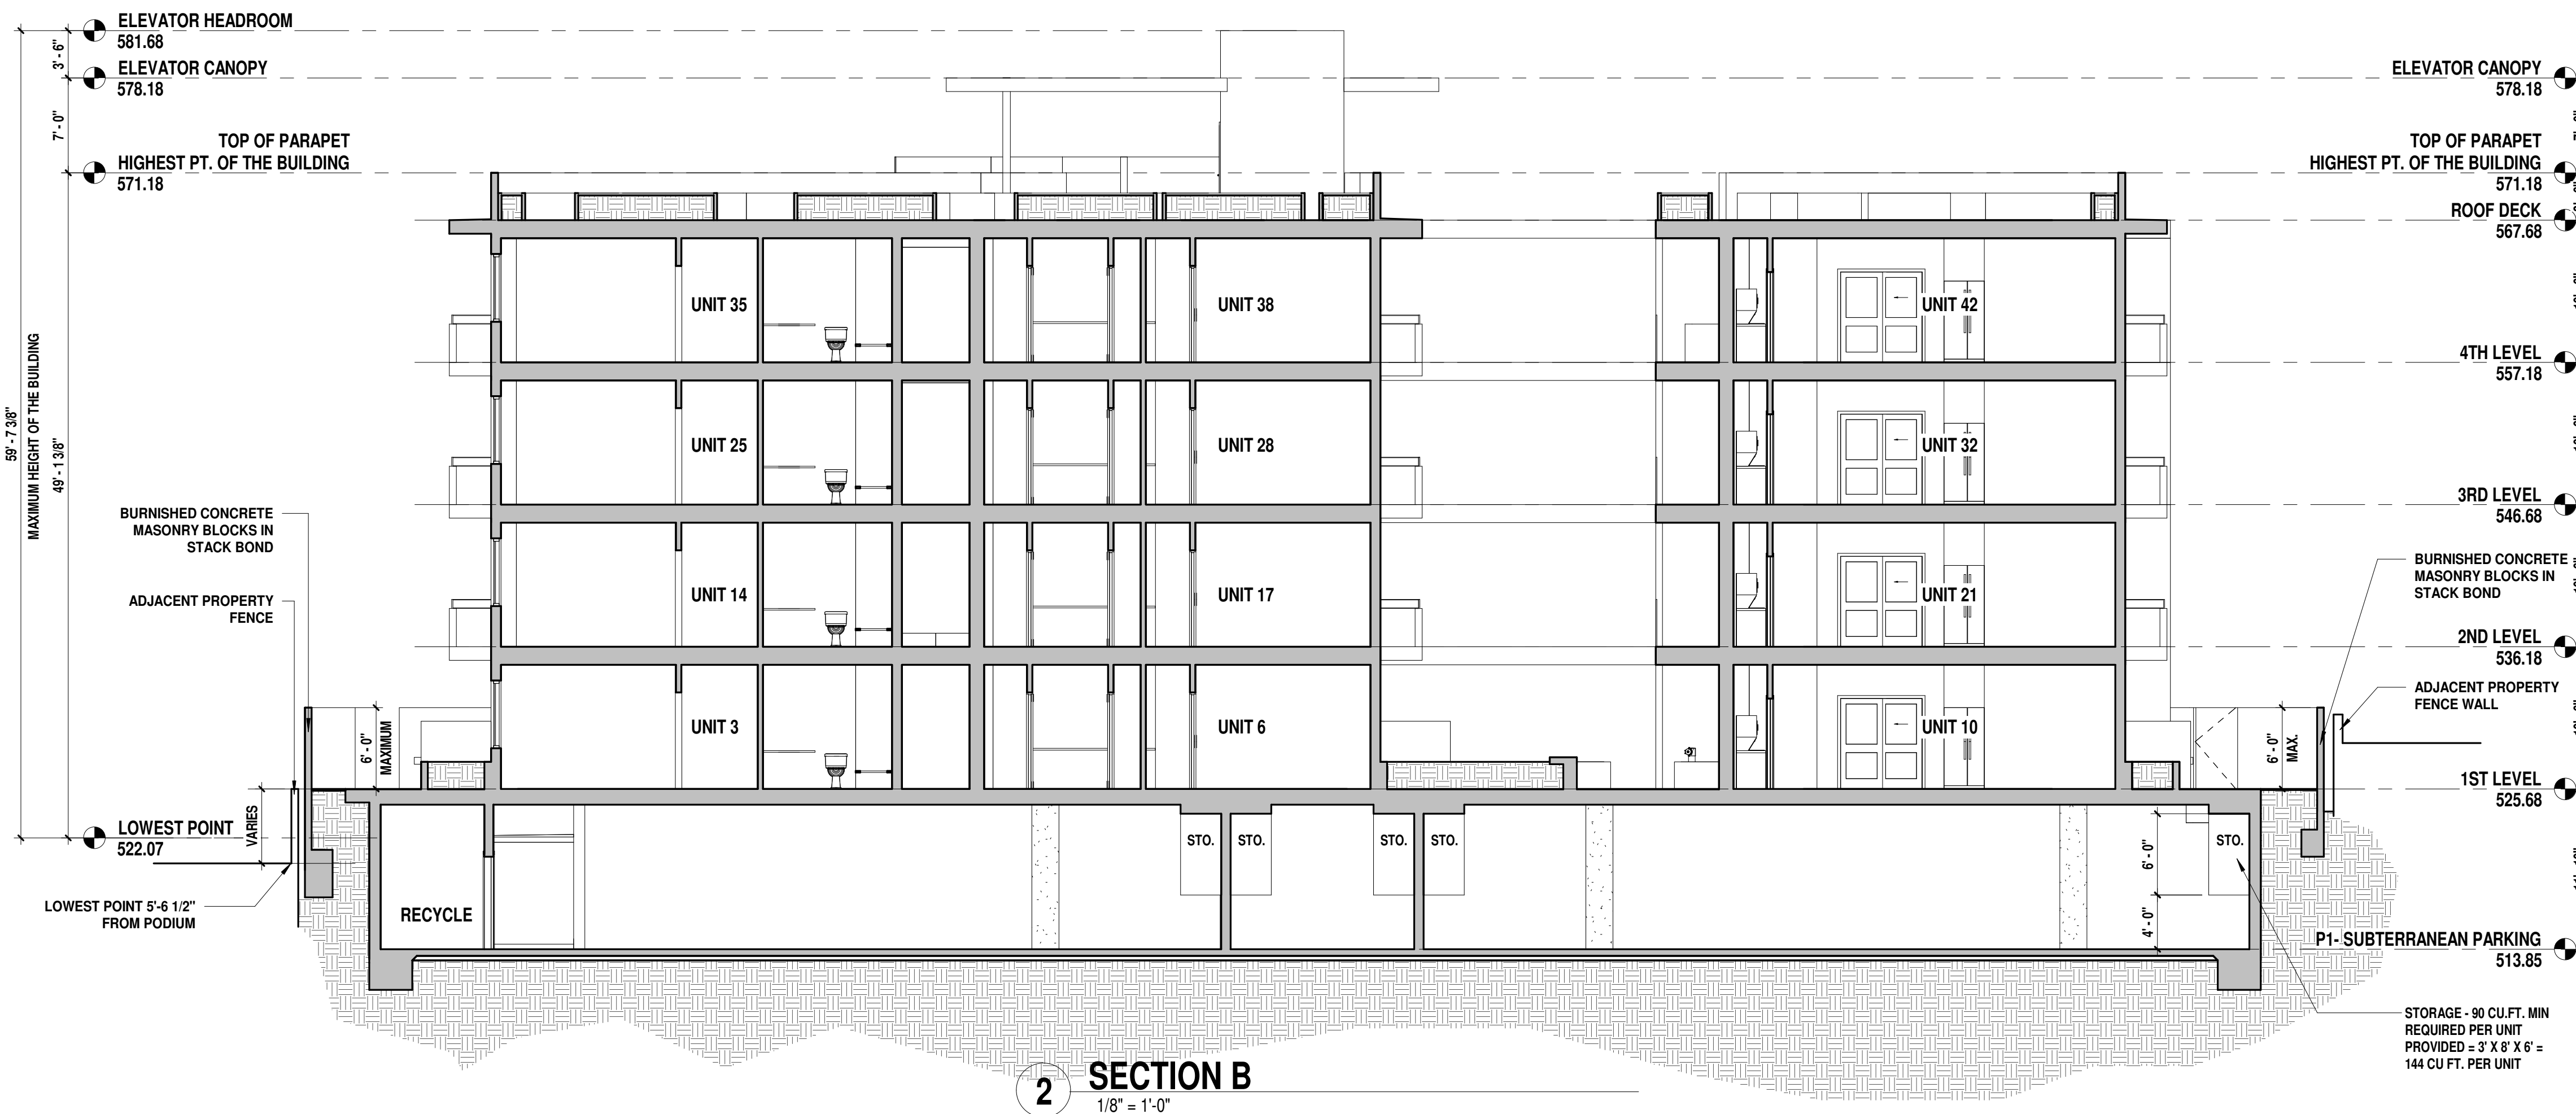 ELEVATOR HEADROOM
581.68
3' - 6"
ELEVATOR CANOPY
578.18
7' - 0"
TOP OF PARAPET
HIGHEST PT. OF THE BUILDING
571.18
59' - 7 3/8"
MAXIMUM HEIGHT OF THE BUILDING
49' - 1 3/8"
BURNISHED CONCRETE
MASONRY BLOCKS IN
STACK BOND
ADJACENT PROPERTY
FENCE
6' - 0"
MAXIMUM
VARIES
LOWEST POINT
522.07
LOWEST POINT 5'-6 1/2"
FROM PODIUM
UNIT 35
UNIT 38
UNIT 42
UNIT 25
UNIT 28
UNIT 32
UNIT 14
UNIT 17
UNIT 21
UNIT 3
UNIT 6
UNIT 10
RECYCLE
STO.
STO.
STO.
STO.
STO.
6' - 0"
4' - 0"
6' - 0"
MAX.
ELEVATOR CANOPY
578.18
TOP OF PARAPET
HIGHEST PT. OF THE BUILDING
571.18
ROOF DECK
567.68
4TH LEVEL
557.18
3RD LEVEL
546.68
BURNISHED CONCRETE
MASONRY BLOCKS IN
STACK BOND
2ND LEVEL
536.18
ADJACENT PROPERTY
FENCE WALL
1ST LEVEL
525.68
P1- SUBTERRANEAN PARKING
513.85
STORAGE - 90 CU.FT. MIN
REQUIRED PER UNIT
PROVIDED = 3' X 8' X 6' =
144 CU FT. PER UNIT
2
SECTION B
1/8" = 1'-0"